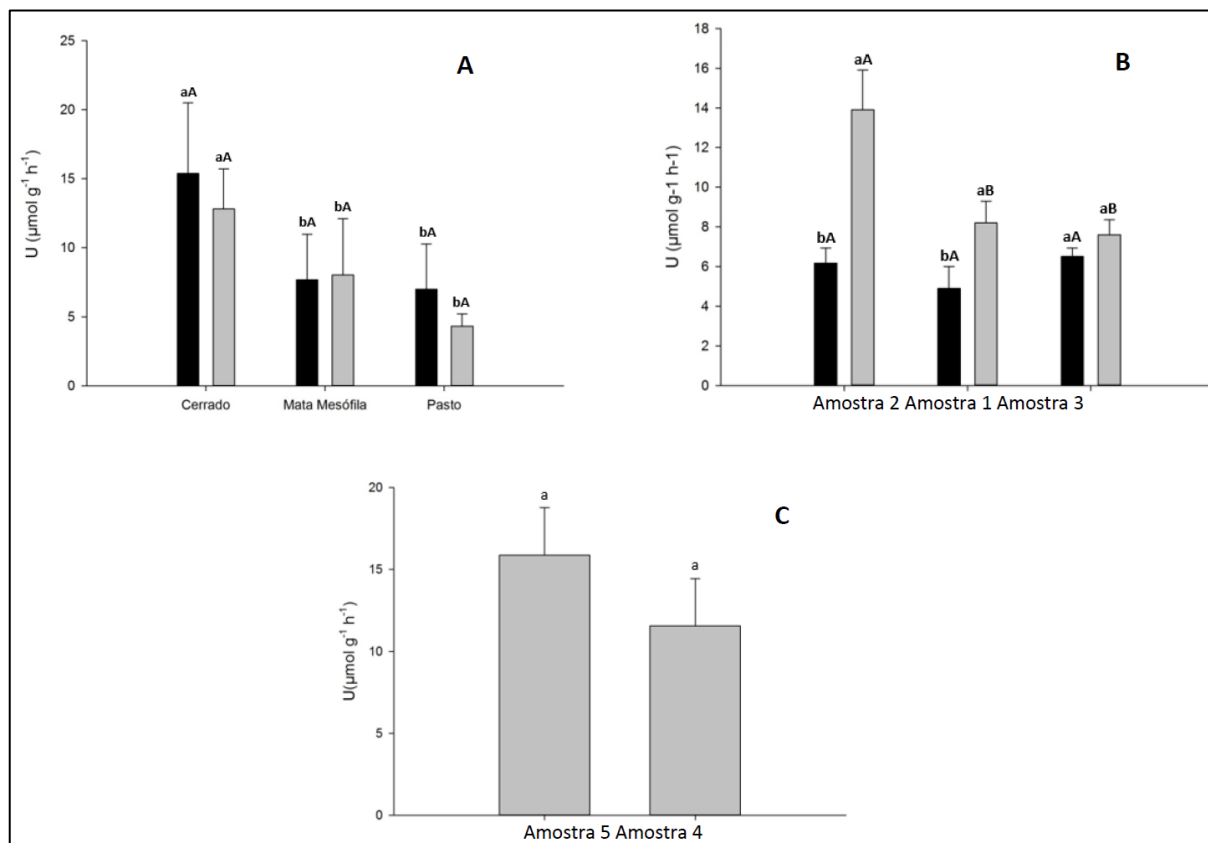 A
25
20
15
10
5
0
U (µmol g⁻¹ h⁻¹)
aA
aA
bA
bA
bA
bA
Cerrado Mata Mesófila Pasto
B
18
16
14
12
10
8
6
4
2
0
U (µmol g-1 h-1)
bA
aA
bA
aB
aA
aB
Amostra 2 Amostra 1 Amostra 3
C
20
15
10
5
0
U(µmol g⁻¹ h⁻¹)
a
a
Amostra 5 Amostra 4